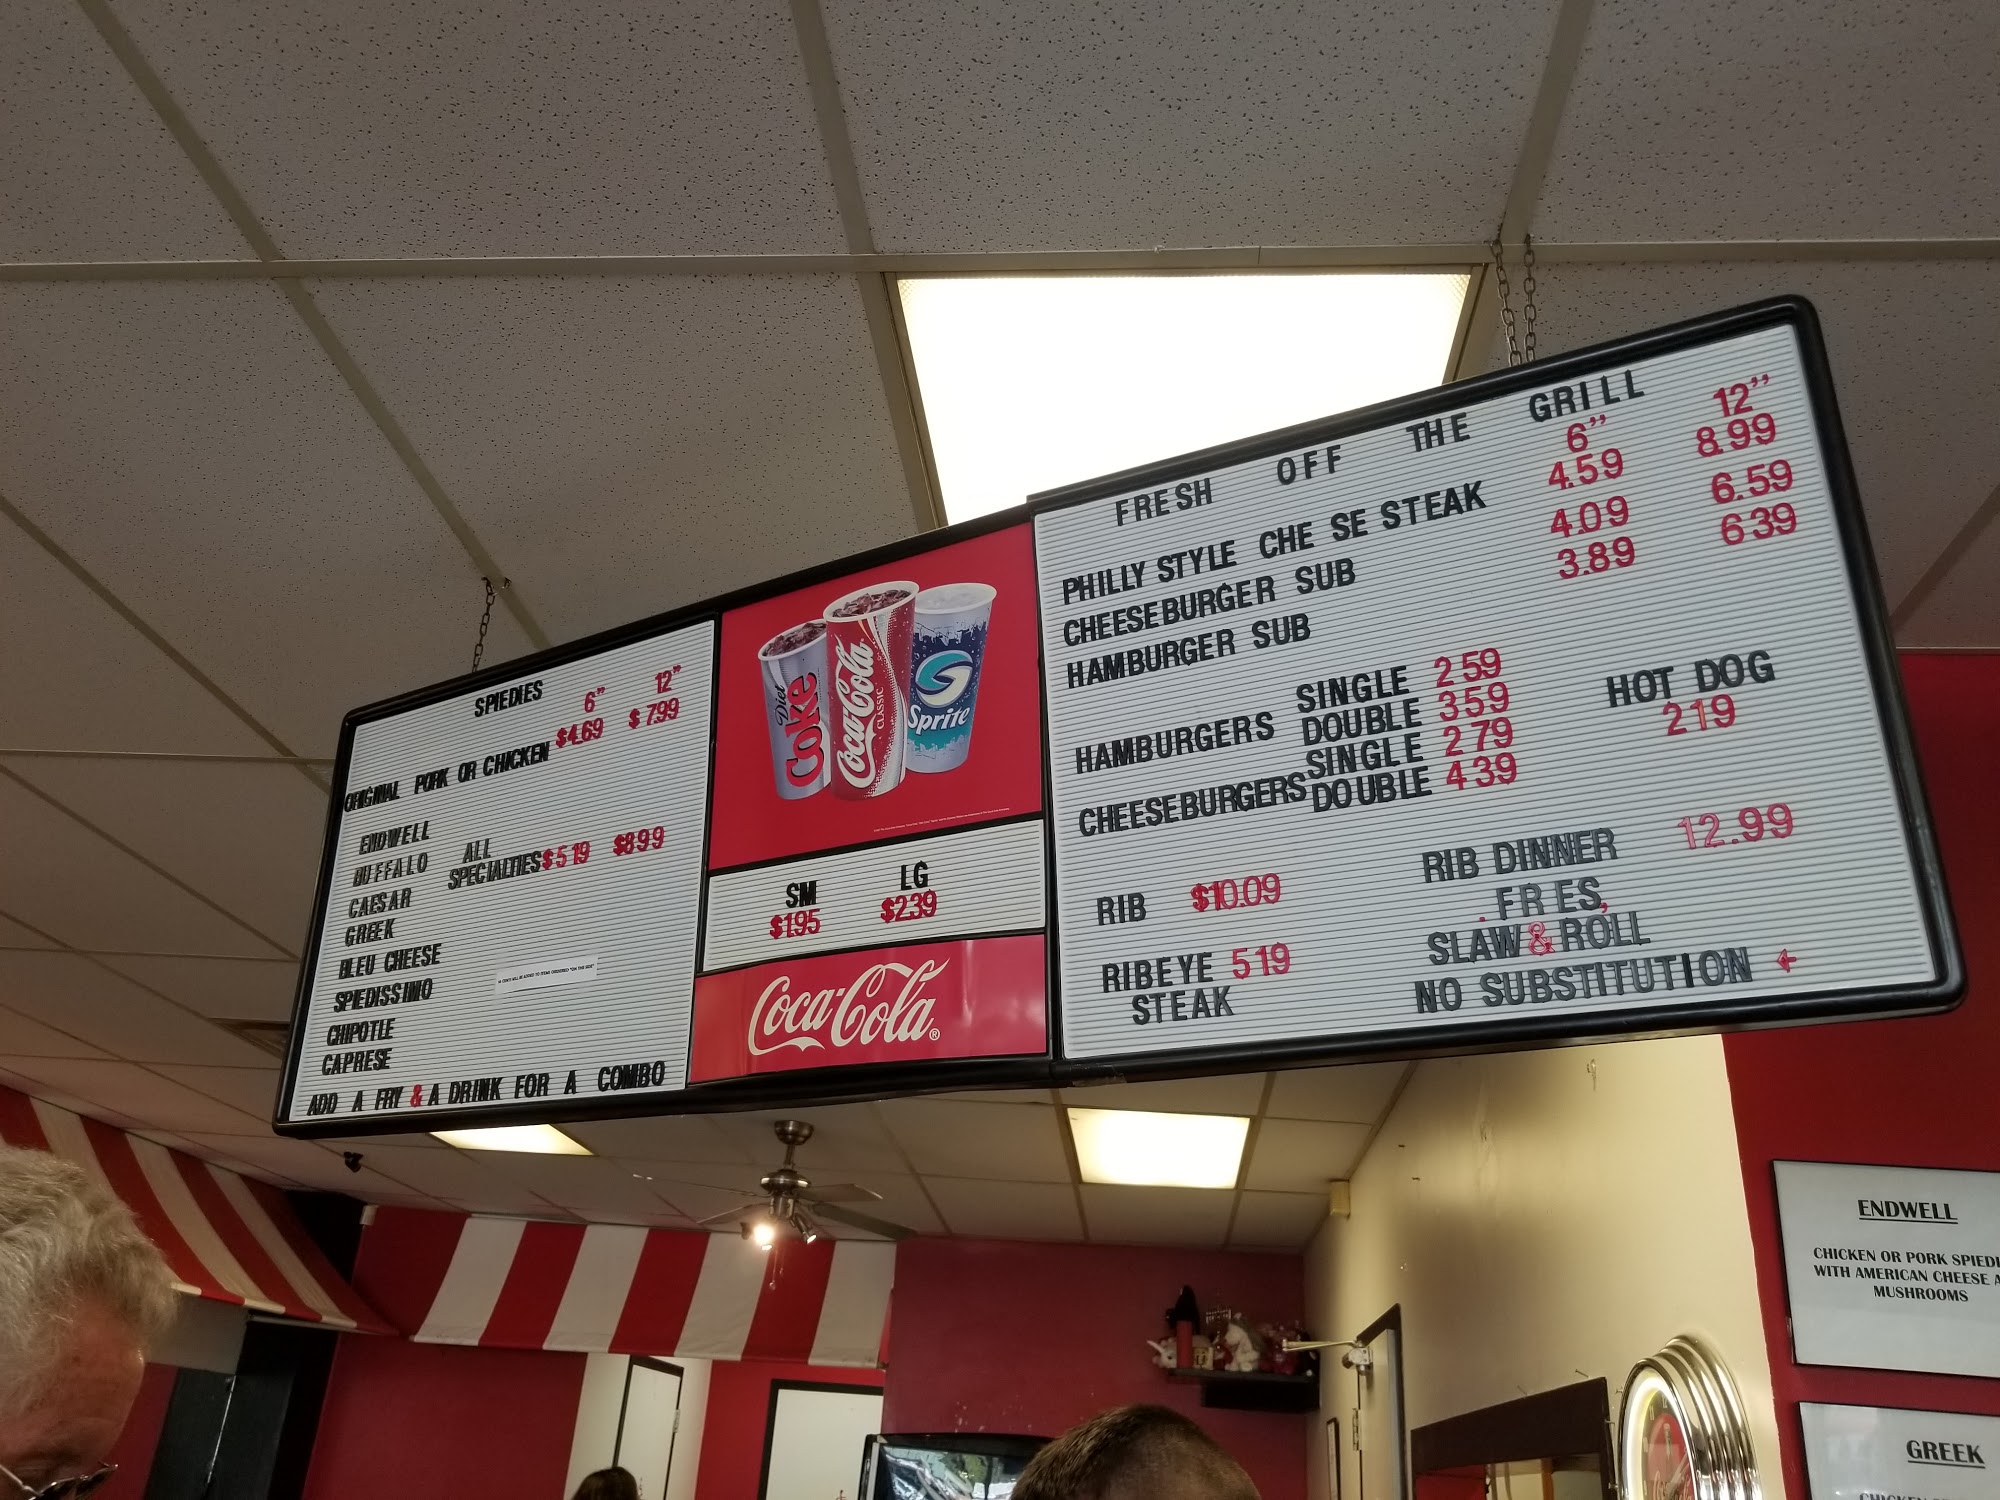 SPIEDIES
6" 12"
ORIGINAL PORK OR CHICKEN $4.69 $7.99
ENDWELL
BUFFALO ALL
CAESAR SPECIALTIES $5 19 $8.99
GREEK
BLEU CHEESE
SPIEDISSIMO
CHIPOTLE
CAPRESE
ADD A FRY & A DRINK FOR A COMBO
Diet Coke
Coca-Cola CLASSIC
Sprite
SM LG
$1.95 $2.39
Coca-Cola®
FRESH OFF THE GRILL
6" 12"
PHILLY STYLE CHE SE STEAK 4.59 8.99
CHEESEBURGER SUB 4.09 6.59
HAMBURGER SUB 3.89 6.39
HAMBURGERS SINGLE 2 59
DOUBLE 3 59
CHEESEBURGERS SINGLE 2 79
DOUBLE 4 39
HOT DOG
2 19
RIB $10.09
RIBEYE 5 19
STEAK
RIB DINNER 12.99
. FR ES,
SLAW & ROLL
NO SUBSTITUTION
ENDWELL
CHICKEN OR PORK SPIEDI
WITH AMERICAN CHEESE A
MUSHROOMS
GREEK